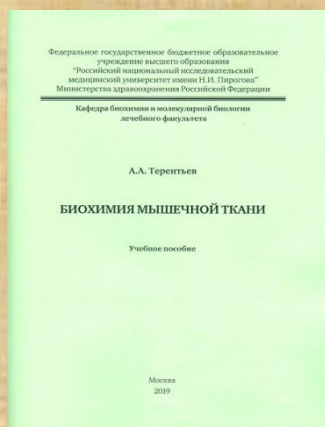 Федеральное государственное бюджетное образовательное
учреждение высшего образования
"Российский национальный исследовательский
медицинский университет имени Н.И. Пирогова"
Министерства здравоохранения Российской Федерации
Кафедра биохимии и молекулярной биологии
лечебного факультета
А.А. Терентьев
БИОХИМИЯ МЫШЕЧНОЙ ТКАНИ
Учебное пособие
Москва
2019